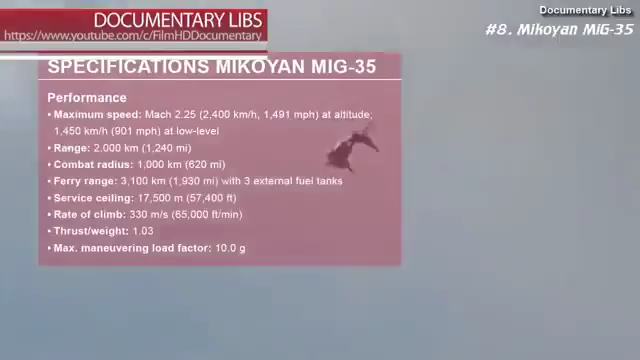 DOCUMENTARY LIBS
https://www.youtube.com/c/FilmHDDocumentary
Documentary Libs
#8. Mikoyan MiG-35
SPECIFICATIONS MIKOYAN MiG-35
Performance
• Maximum speed: Mach 2.25 (2,400 km/h, 1,491 mph) at altitude;
1,450 km/h (901 mph) at low-level
• Range: 2.000 km (1,240 mi)
• Combat radius: 1,000 km (620 mi)
• Ferry range: 3,100 km (1,930 mi) with 3 external fuel tanks
• Service ceiling: 17,500 m (57,400 ft)
• Rate of climb: 330 m/s (65,000 ft/min)
• Thrust/weight: 1.03
• Max. maneuvering load factor: 10.0 g